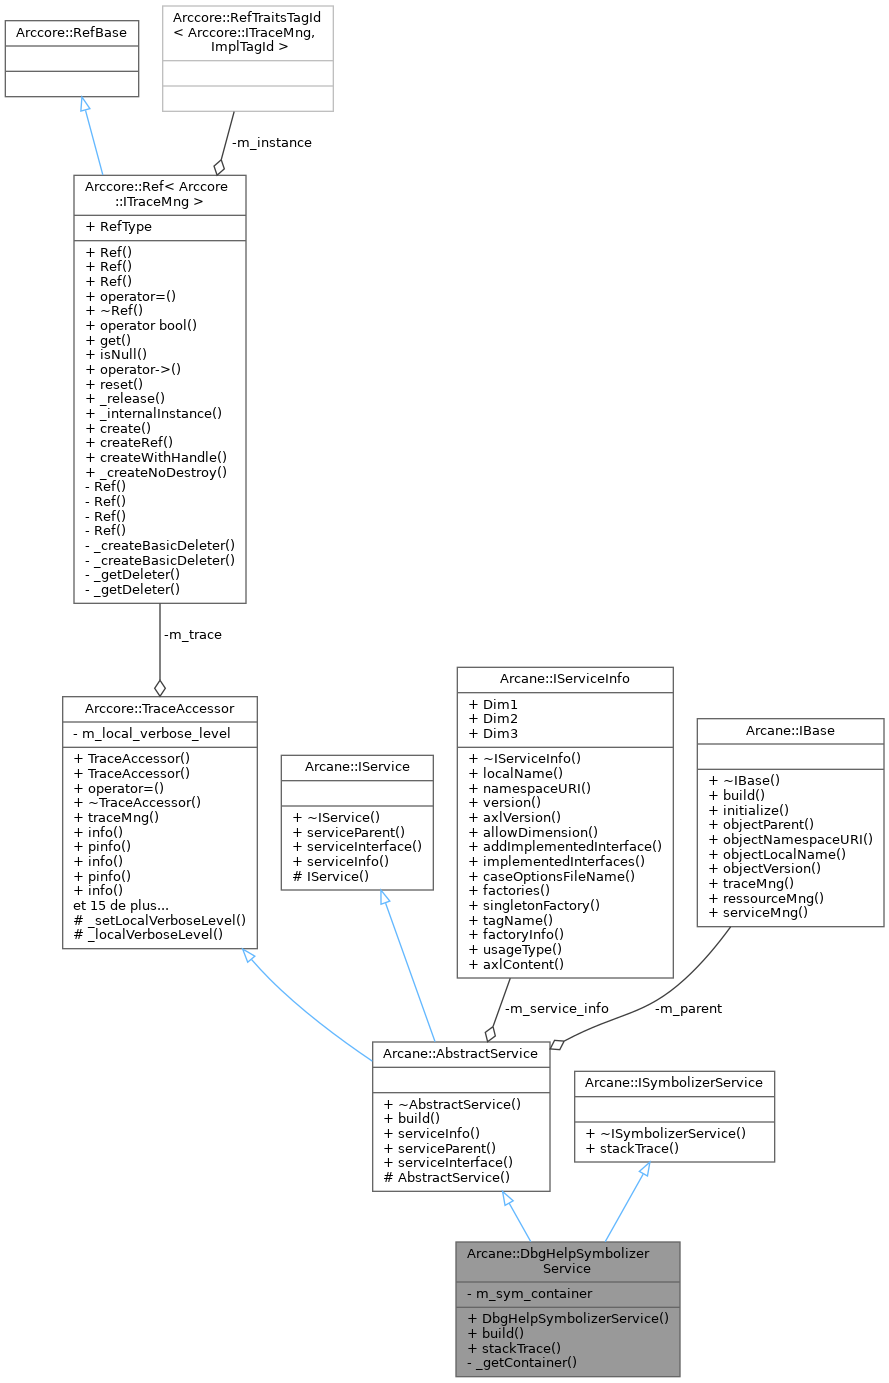 Arccore::RefBase
Arccore::RefTraitsTagId
< Arccore::ITraceMng,
ImplTagId >
-m_instance
Arccore::Ref< Arccore
::ITraceMng >
+ RefType
+ Ref()
+ Ref()
+ Ref()
+ operator=()
+ ~Ref()
+ operator bool()
+ get()
+ isNull()
+ operator->()
+ reset()
+ _release()
+ _internalInstance()
+ create()
+ createRef()
+ createWithHandle()
+ _createNoDestroy()
- Ref()
- Ref()
- Ref()
- Ref()
- _createBasicDeleter()
- _createBasicDeleter()
- _getDeleter()
- _getDeleter()
-m_trace
Arccore::TraceAccessor
- m_local_verbose_level
+ TraceAccessor()
+ TraceAccessor()
+ operator=()
+ ~TraceAccessor()
+ traceMng()
+ info()
+ pinfo()
+ info()
+ pinfo()
+ info()
et 15 de plus...
# _setLocalVerboseLevel()
# _localVerboseLevel()
Arcane::IService
+ ~IService()
+ serviceParent()
+ serviceInterface()
+ serviceInfo()
# IService()
Arcane::IServiceInfo
+ Dim1
+ Dim2
+ Dim3
+ ~IServiceInfo()
+ localName()
+ namespaceURI()
+ version()
+ axlVersion()
+ allowDimension()
+ addImplementedInterface()
+ implementedInterfaces()
+ caseOptionsFileName()
+ factories()
+ singletonFactory()
+ tagName()
+ factoryInfo()
+ usageType()
+ axlContent()
Arcane::IBase
+ ~IBase()
+ build()
+ initialize()
+ objectParent()
+ objectNamespaceURI()
+ objectLocalName()
+ objectVersion()
+ traceMng()
+ ressourceMng()
+ serviceMng()
-m_service_info
-m_parent
Arcane::AbstractService
+ ~AbstractService()
+ build()
+ serviceInfo()
+ serviceParent()
+ serviceInterface()
# AbstractService()
Arcane::ISymbolizerService
+ ~ISymbolizerService()
+ stackTrace()
Arcane::DbgHelpSymbolizer
Service
- m_sym_container
+ DbgHelpSymbolizerService()
+ build()
+ stackTrace()
- _getContainer()